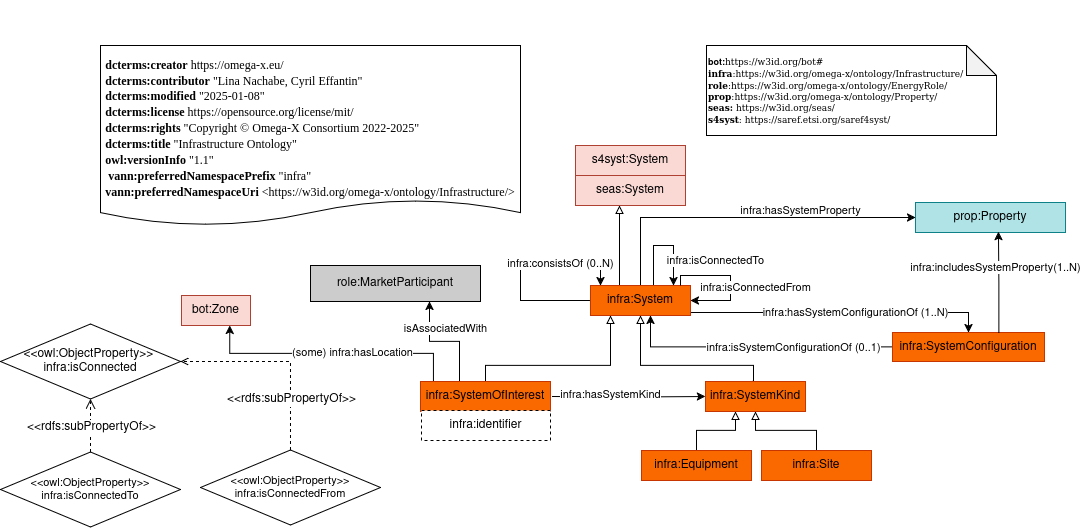 dcterms:creator https://omega-x.eu/
dcterms:contributor "Lina Nachabe, Cyril Effantin"
dcterms:modified "2025-01-08"
dcterms:license https://opensource.org/license/mit/
dcterms:rights "Copyright © Omega-X Consortium 2022-2025"
dcterms:title "Infrastructure Ontology"
owl:versionInfo "1.1"
vann:preferredNamespacePrefix "infra"
vann:preferredNamespaceUri <https://w3id.org/omega-x/ontology/Infrastructure/>
bot:https://w3id.org/bot#
infra:https://w3id.org/omega-x/ontology/Infrastructure/
role:https://w3id.org/omega-x/ontology/EnergyRole/
prop:https://w3id.org/omega-x/ontology/Property/
seas: https://w3id.org/seas/
s4syst: https://saref.etsi.org/saref4syst/
s4syst:System
seas:System
infra:hasSystemProperty
prop:Property
infra:consistsOf (0..N)
infra:isConnectedTo
infra:includesSystemProperty(1..N)
role:MarketParticipant
infra:isConnectedFrom
infra:System
bot:Zone
infra:hasSystemConfigurationOf (1..N)
isAssociatedWith
infra:isSystemConfigurationOf (0..1)
infra:SystemConfiguration
(some) infra:hasLocation
<<owl:ObjectProperty>>
infra:isConnected
<<rdfs:subPropertyOf>>
infra:SystemOfInterest
infra:hasSystemKind
infra:SystemKind
infra:identifier
<<rdfs:subPropertyOf>>
infra:Equipment
infra:Site
<<owl:ObjectProperty>>
infra:isConnectedTo
<<owl:ObjectProperty>>
infra:isConnectedFrom